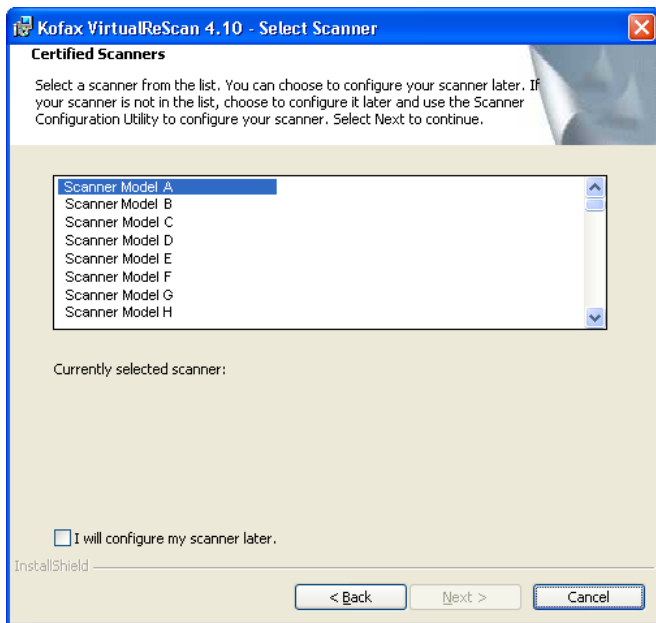 Kofax VirtualReScan 4.10 - Select Scanner
Certified Scanners
Select a scanner from the list. You can choose to configure your scanner later. If
your scanner is not in the list, choose to configure it later and use the Scanner
Configuration Utility to configure your scanner. Select Next to continue.
Scanner Model A
Scanner Model B
Scanner Model C
Scanner Model D
Scanner Model E
Scanner Model F
Scanner Model G
Scanner Model H
Currently selected scanner:
I will configure my scanner later.
InstallShield
< Back Next > Cancel